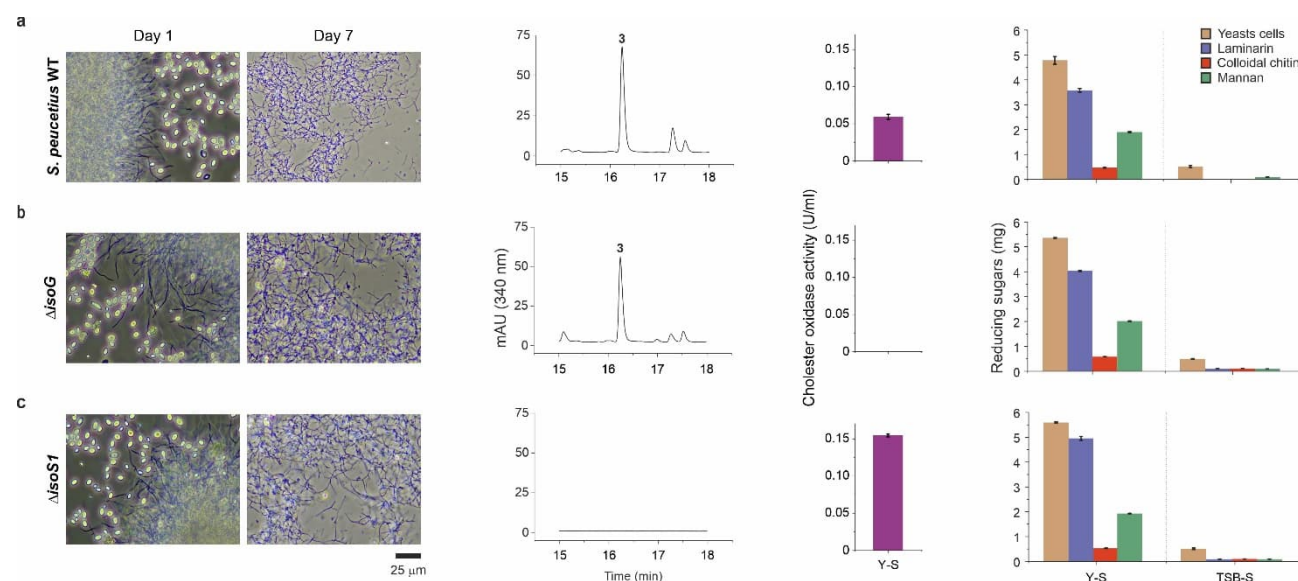 a
Day 1
Day 7
S. peucetius WT
75
50
25
0
3
15 16 17 18
0.15
0.10
0.05
0
6
5
4
3
2
1
0
Yeasts cells
Laminarin
Colloidal chitin
Mannan
b
ΔisoG
mAU (340 nm)
75
50
25
0
3
15 16 17 18
Cholester oxidase activity (U/ml)
0.15
0.10
0.05
0
Reducing sugars (mg)
6
5
4
3
2
1
0
c
ΔisoS1
25 μm
75
50
25
0
15 16 17 18
Time (min)
0.15
0.10
0.05
0
Y-S
6
5
4
3
2
1
0
Y-S TSB-S